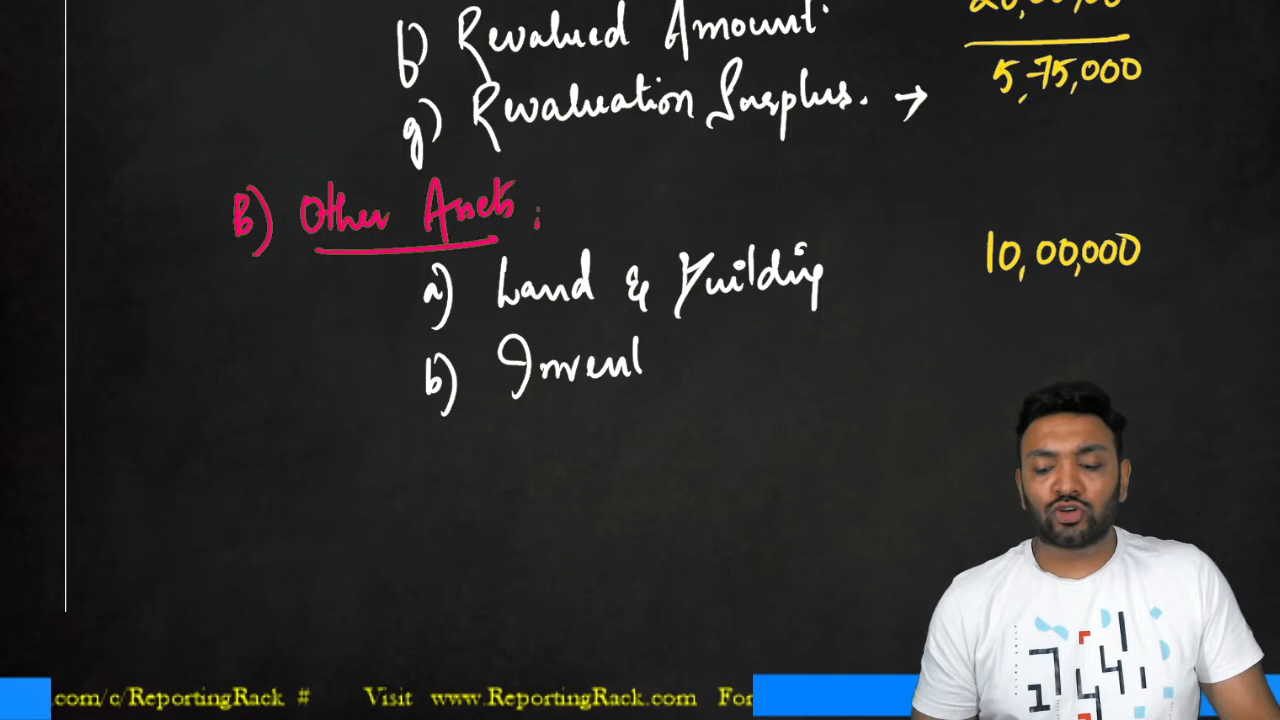 f) Revalued Amount
g) Revaluation Surplus. → 5,75,000
B) Other Assets:
a) Land & Building 10,00,000
b) Invent
.com/c/ReportingRack # Visit www.ReportingRack.com For